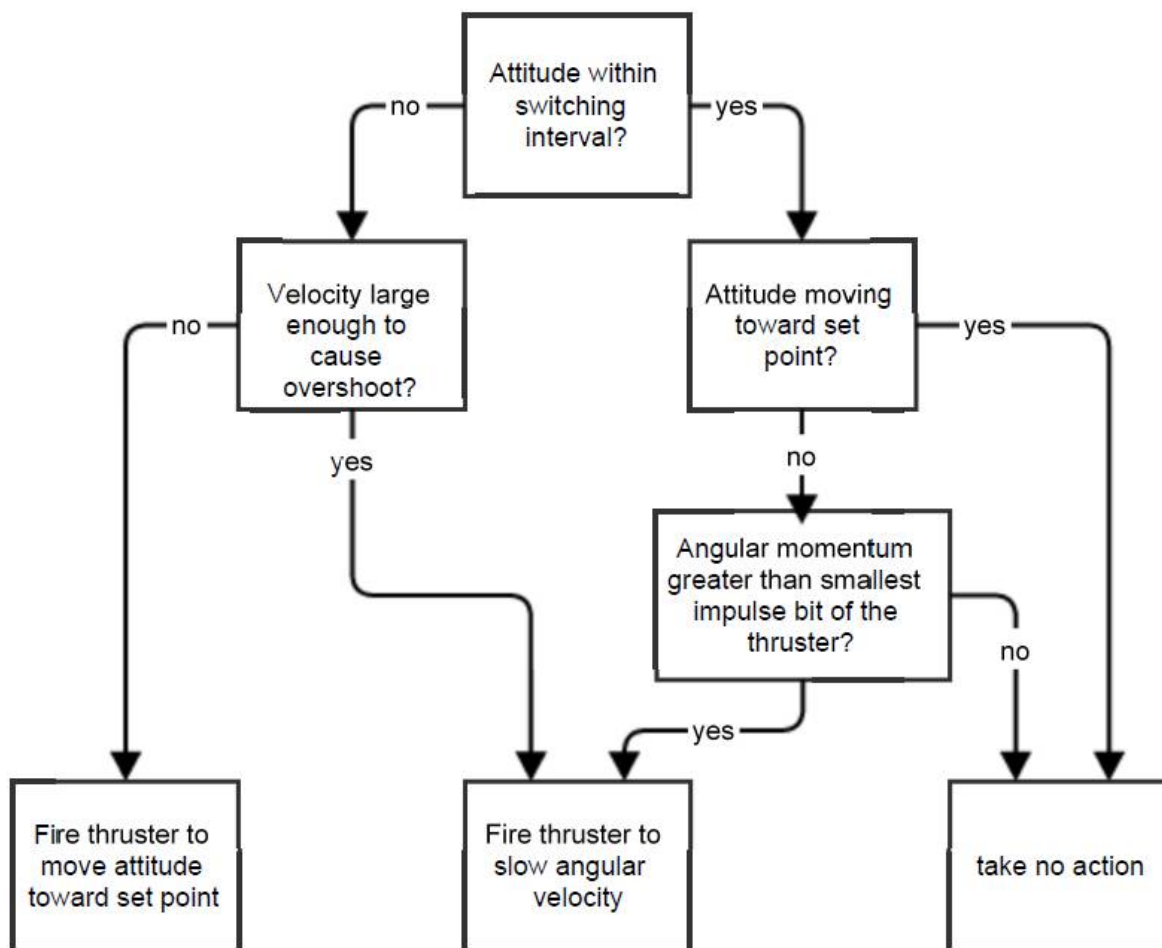 Attitude within
switching
interval?
no
yes
Velocity large
enough to
cause
overshoot?
Attitude moving
toward set
point?
no
yes
yes
no
Angular momentum
greater than smallest
impulse bit of the
thruster?
no
yes
Fire thruster to
move attitude
toward set point
Fire thruster to
slow angular
velocity
take no action